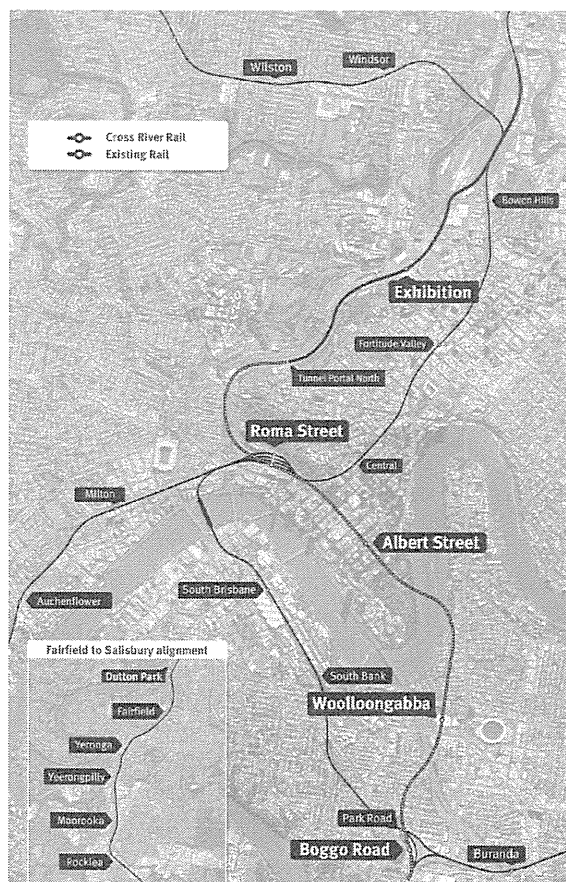 Wilston
Windsor
Cross River Rail
Existing Rail
Bowen Hills
Exhibition
Fortitude Valley
Tunnel Portal North
Roma Street
Central
Milton
Albert Street
South Brisbane
Auchenflower
Fairfield to Salisbury alignment
Dutton Park
South Bank
Fairfield
Woolloongabba
Yeronga
Yeerongpilly
Moorooka
Park Road
Boggo Road
Buranda
Rocklea